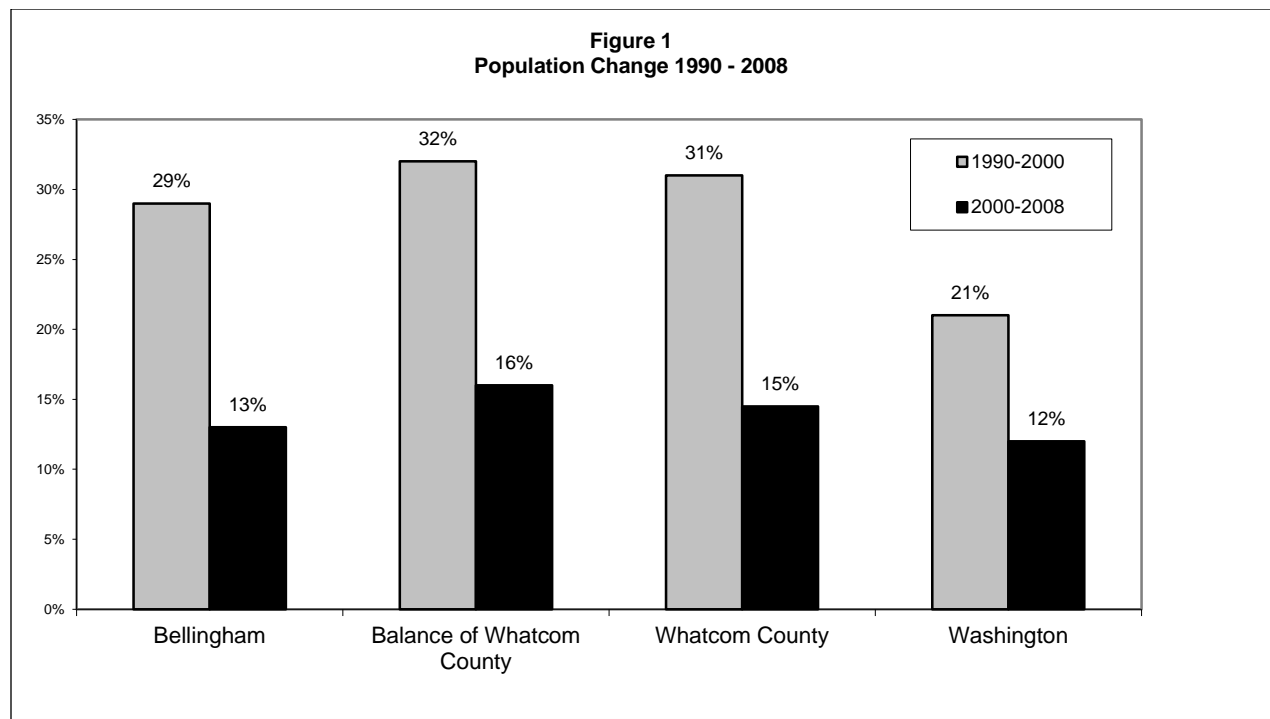 Figure 1
Population Change 1990 - 2008
35%
30%
25%
20%
15%
10%
5%
0%
29%
13%
32%
16%
31%
15%
21%
12%
1990-2000
2000-2008
Bellingham
Balance of Whatcom
County
Whatcom County
Washington